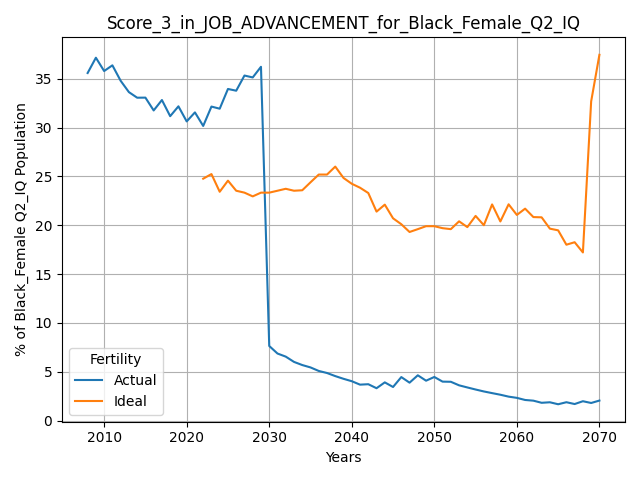 Score_3_in_JOB_ADVANCEMENT_for_Black_Female_Q2_IQ
% of Black_Female Q2_IQ Population
35
30
25
20
15
10
5
0
Fertility
Actual
Ideal
2010 2020 2030 2040 2050 2060 2070
Years